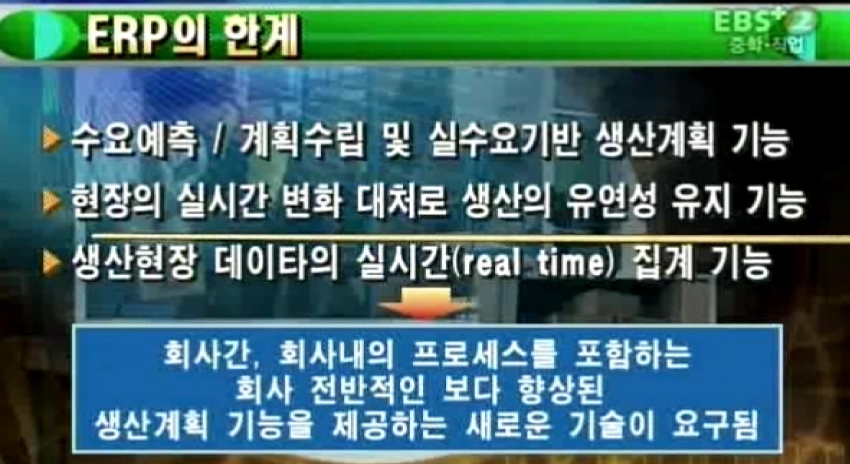 ERP의 한계
EBS+2
중학·직업
수요예측 / 계획수립 및 실수요기반 생산계획 기능
현장의 실시간 변화 대처로 생산의 유연성 유지 기능
생산현장 데이타의 실시간(real time) 집계 기능
회사간, 회사내의 프로세스를 포함하는
회사 전반적인 보다 향상된
생산계획 기능을 제공하는 새로운 기술이 요구됨